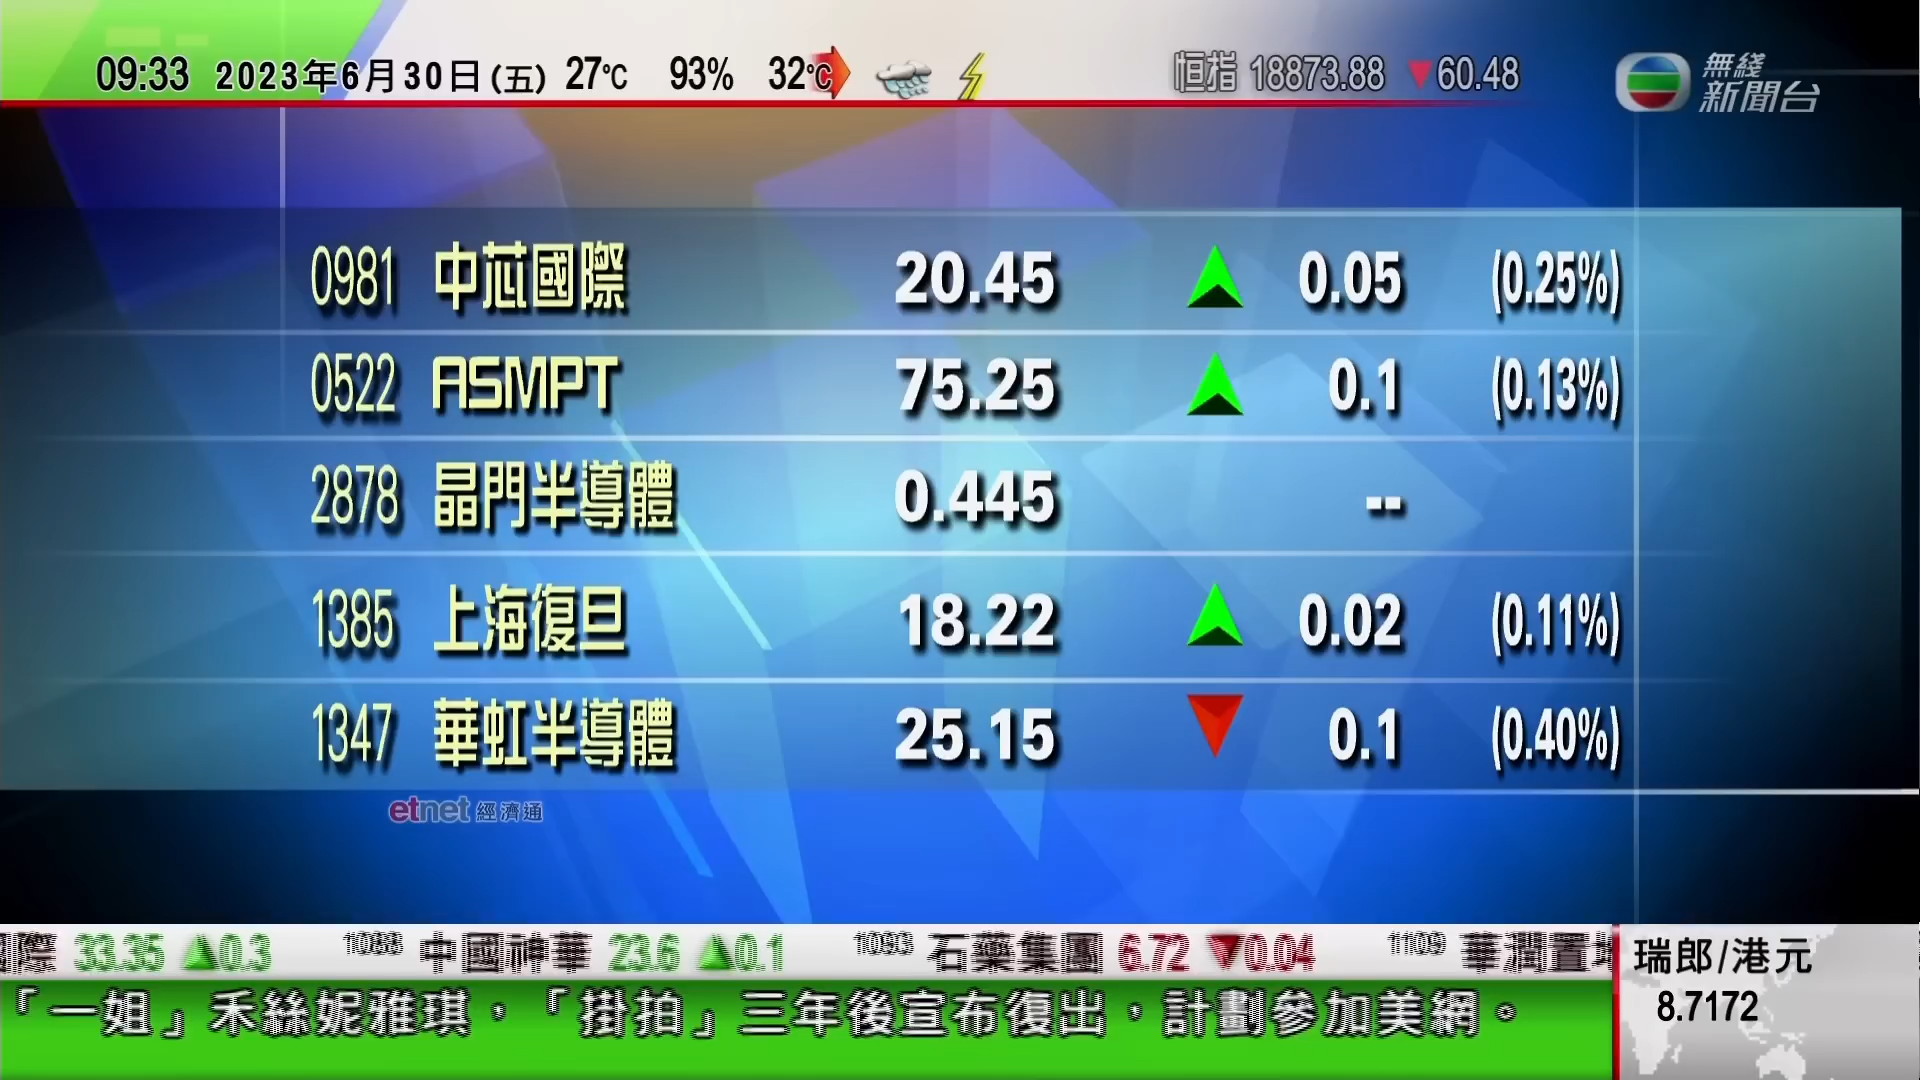 09:33 2023年6月30日(五) 27℃ 93% 32℃ 恒指 18873.88 ▼60.48
無綫
新聞台
0981 中芯國際 20.45 ▲ 0.05 (0.25%)
0522 ASMPT 75.25 ▲ 0.1 (0.13%)
2878 晶門半導體 0.445 --
1385 上海復旦 18.22 ▲ 0.02 (0.11%)
1347 華虹半導體 25.15 ▼ 0.1 (0.40%)
etnet 經濟通
國際 33.35 ▲0.3 1088 中國神華 23.6 ▲0.1 1093 石藥集團 6.72 ▼0.04 1109 華潤置地
「一姐」禾絲妮雅琪，「掛拍」三年後宣布復出，計劃參加美網。
瑞郎/港元
8.7172